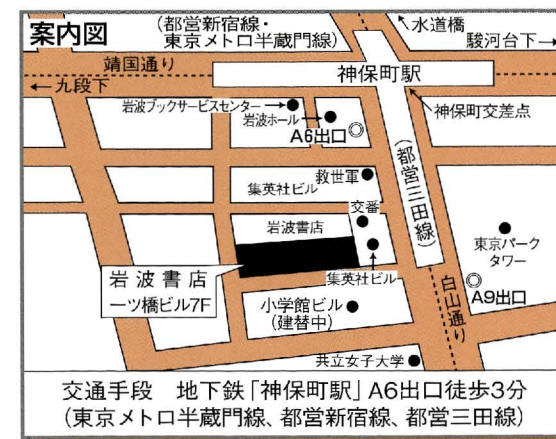 案内図
(都営新宿線・
東京メトロ半蔵門線)
水道橋
駿河台下
靖国通り
九段下
神保町駅
岩波ブックサービスセンター
岩波ホール
A6出口
神保町交差点
(都営三田線)
救世軍
集英社ビル
交番
岩波書店
東京パーク
タワー
集英社ビル
岩波書店
一ツ橋ビル7F
白山通り
A9出口
小学館ビル
(建替中)
共立女子大学
交通手段 地下鉄「神保町駅」A6出口徒歩3分
(東京メトロ半蔵門線、都営新宿線、都営三田線)